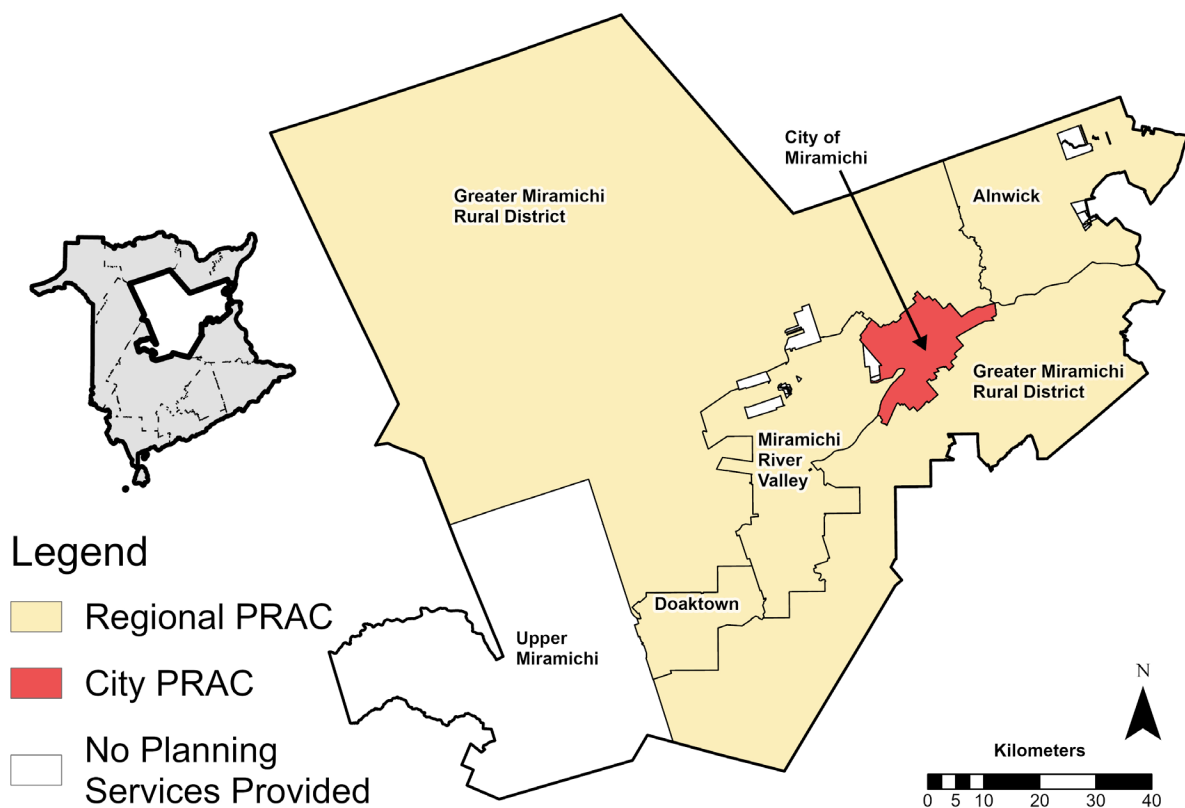 City of
Miramichi
Greater Miramichi
Rural District
Alnwick
Greater Miramichi
Rural District
Miramichi
River
Valley
Doaktown
Upper
Miramichi
Legend
Regional PRAC
City PRAC
No Planning
Services Provided
N
Kilometers
0 5 10 20 30 40